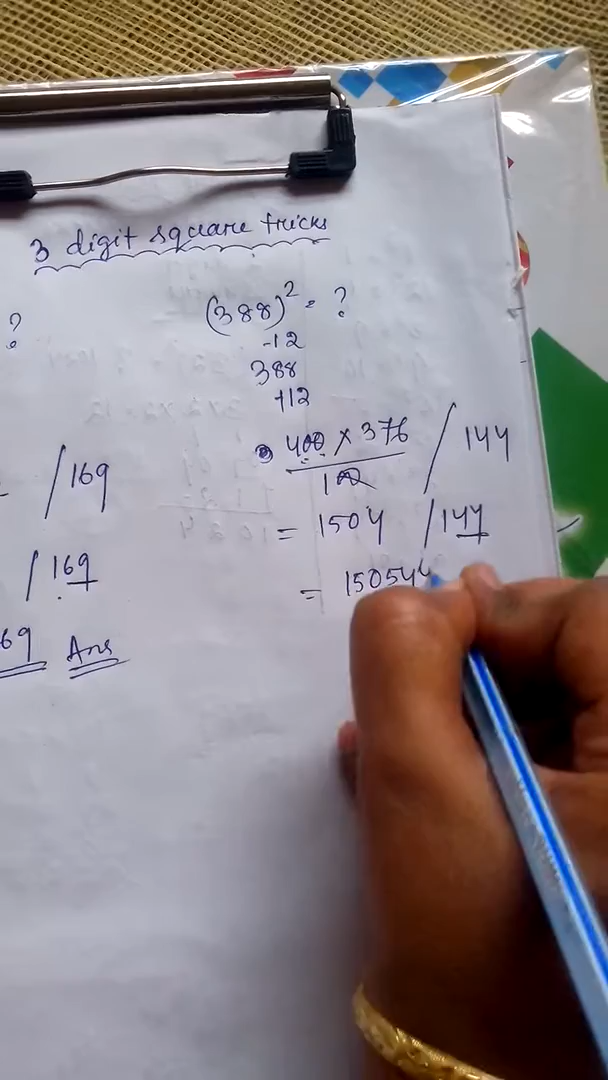 3 digit square tricks
?
(388)² = ?
-12
388
+12
/169
400 × 376 / 144
100
/ 169
= 1504 / 144
= 150544
69 Ans